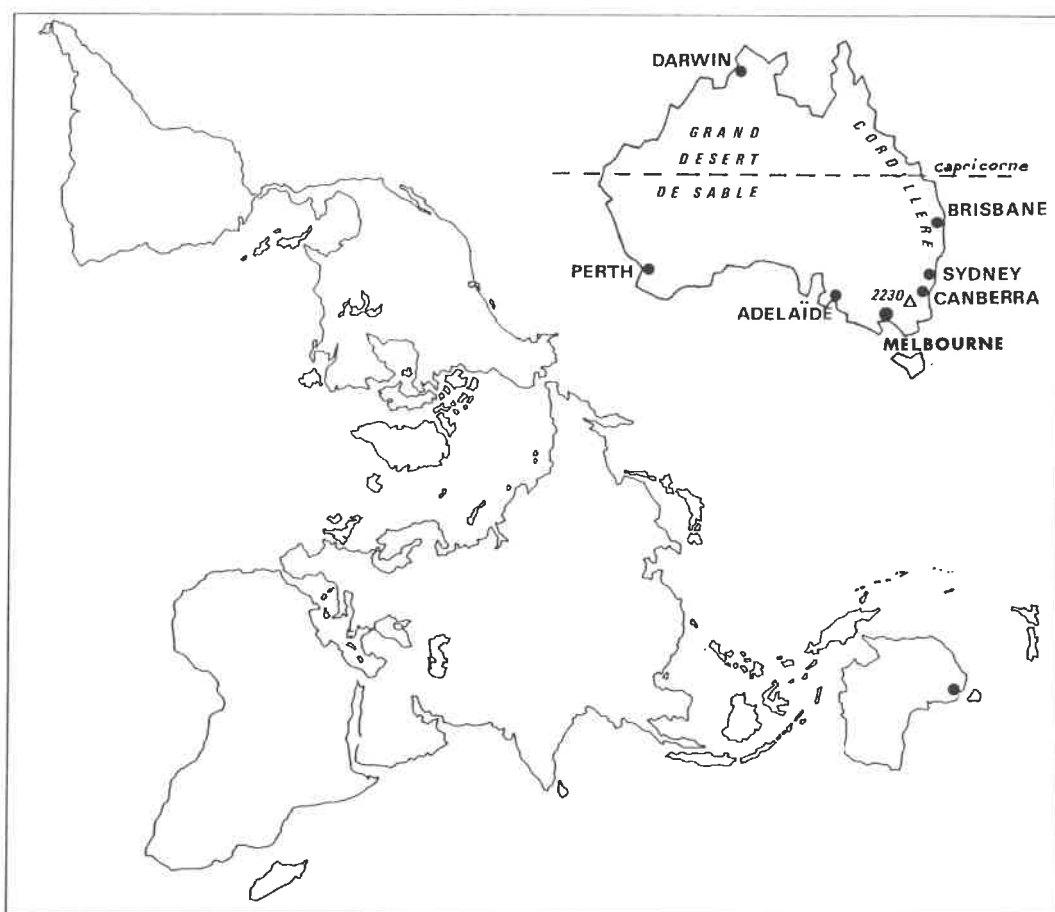 DARWIN
GRAND
DESERT
DE SABLE
CORDILLERE
Capricorne
BRISBANE
PERTH
SYDNEY
2230
CANBERRA
ADELAÏDE
MELBOURNE